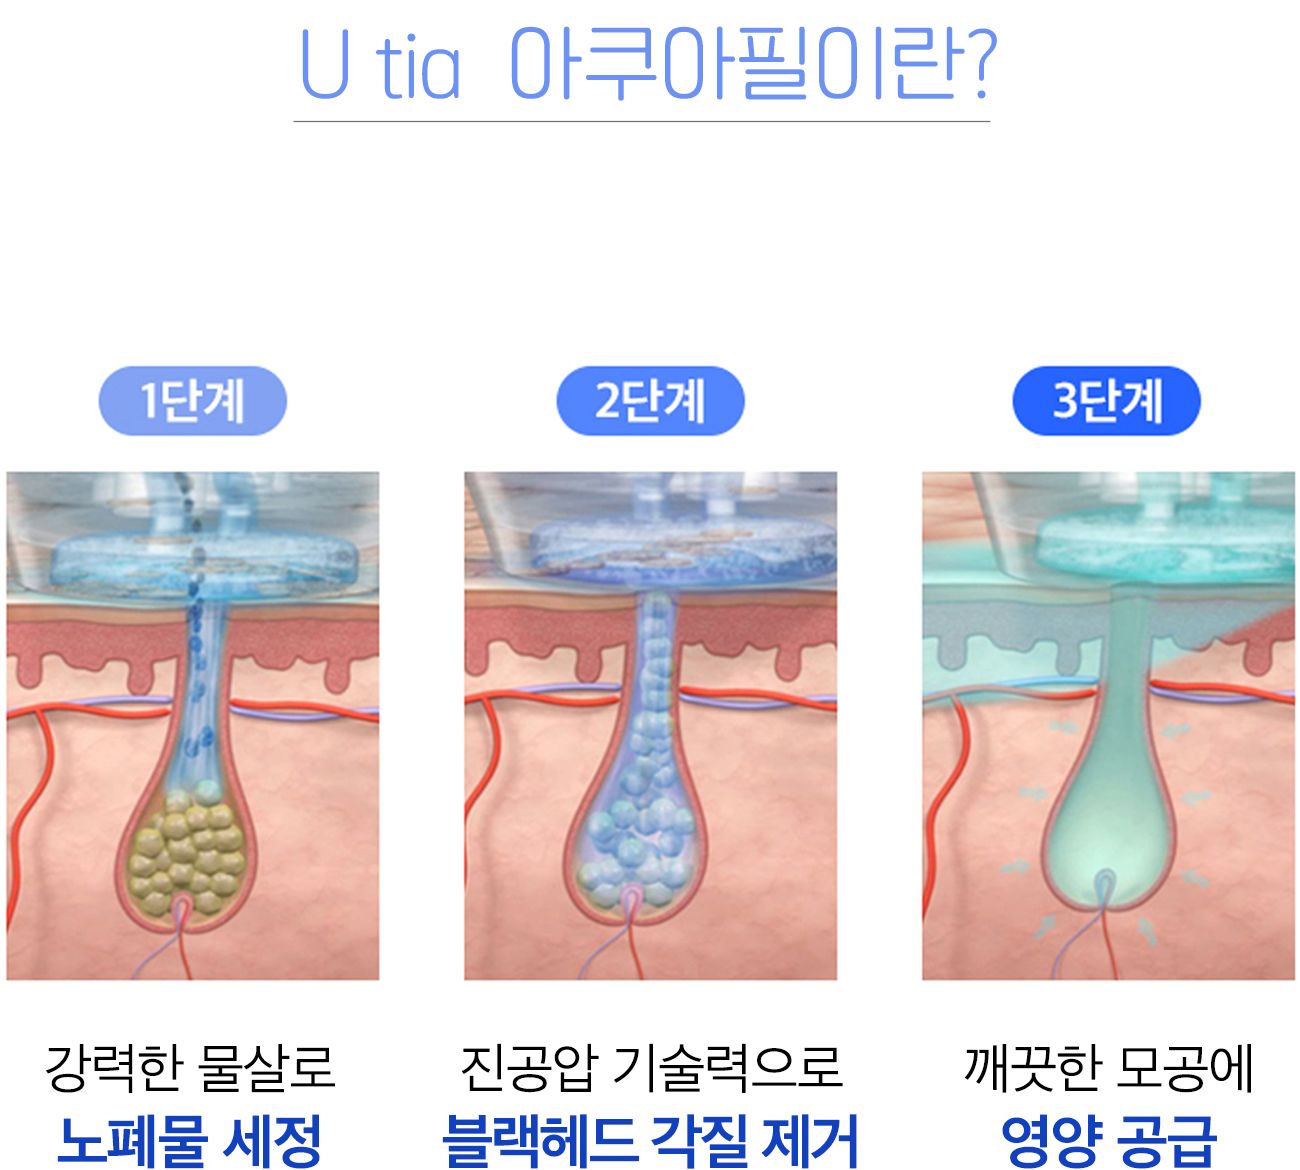 U tia 아쿠아필이란?
1단계
2단계
3단계
강력한 물살로
노폐물 세정
진공압 기술력으로
블랙헤드 각질 제거
깨끗한 모공에
영양 공급